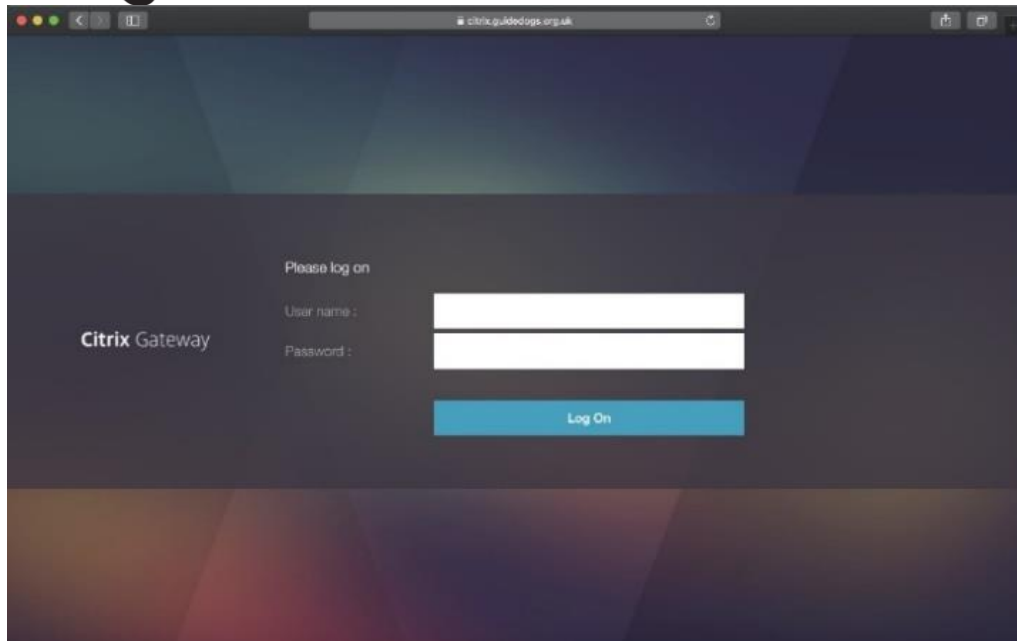 citrix.guidedogs.org.uk
Please log on
User name :
Citrix Gateway
Password :
Log On